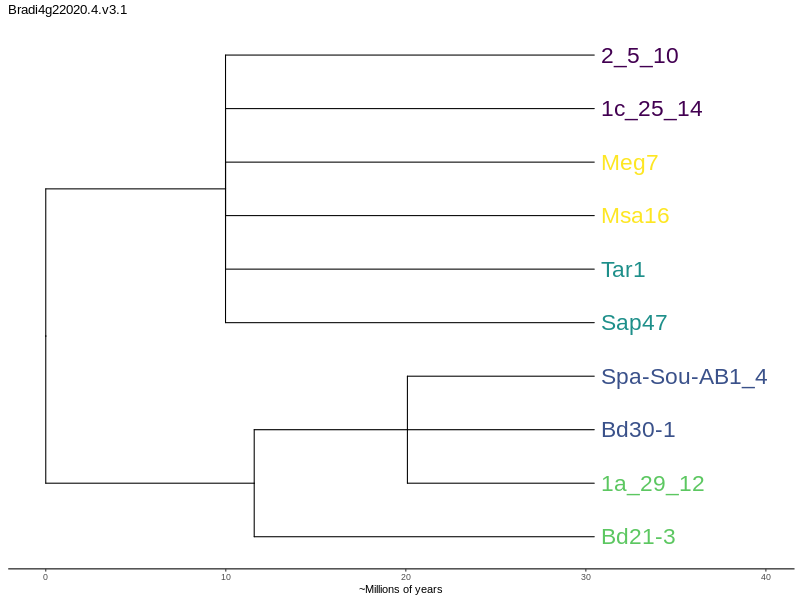 Bradi4g22020.4.v3.1
2_5_10
1c_25_14
Meg7
Msa16
Tar1
Sap47
Spa-Sou-AB1_4
Bd30-1
1a_29_12
Bd21-3
0 10 20 30 40
~Millions of years